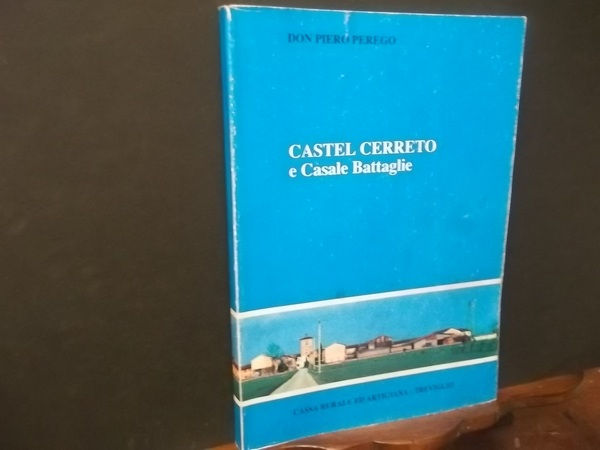 DON PIERO PEREGO
CASTEL CERRETO
e Casale Battaglie
CASSA RURALE ED ARTIGIANA - TREVIGLIO